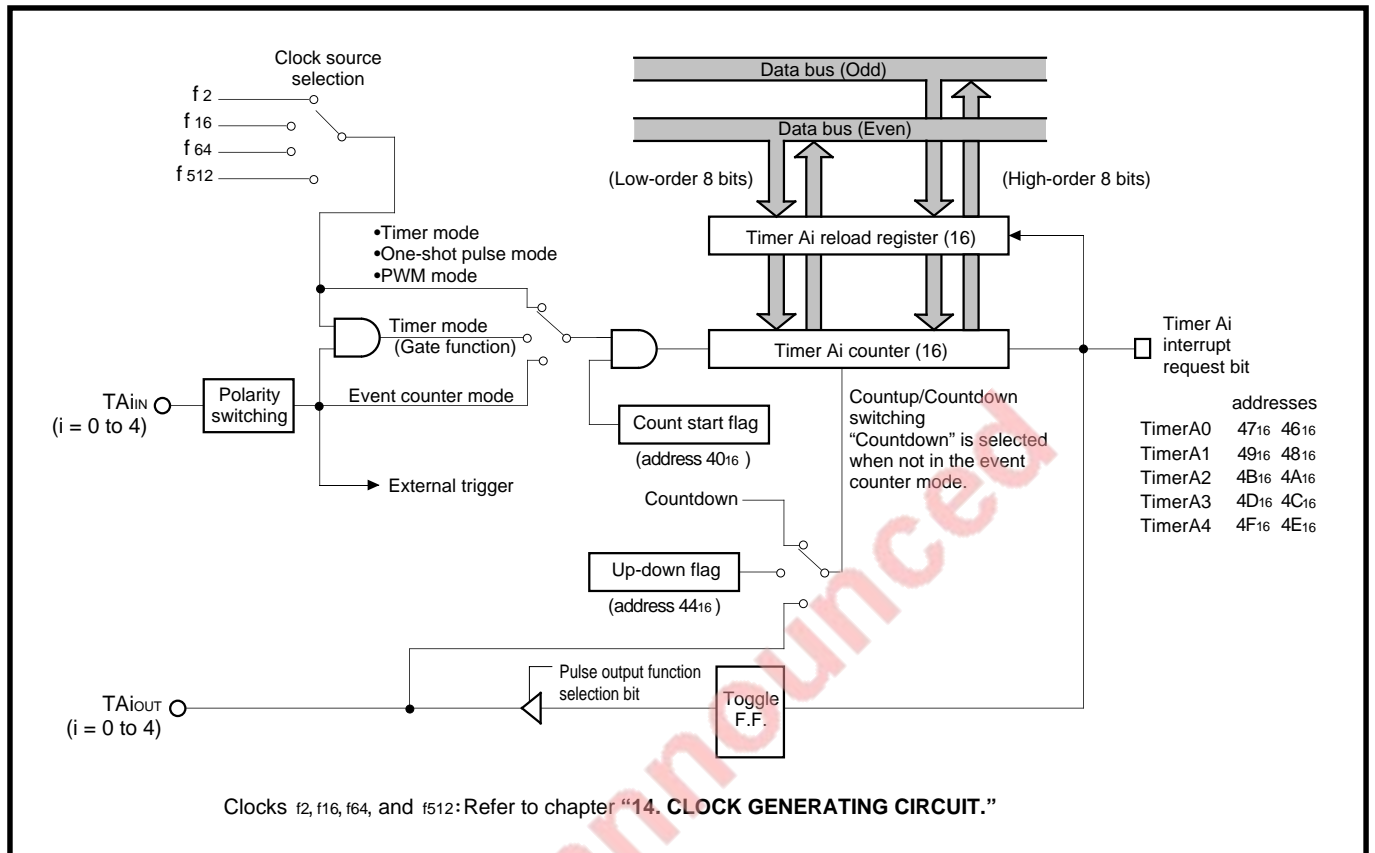 Clock source
selection
f2
f16
f64
f512
Data bus (Odd)
Data bus (Even)
(Low-order 8 bits)
(High-order 8 bits)
Timer Ai reload register (16)
•Timer mode
•One-shot pulse mode
•PWM mode
Timer mode
(Gate function)
Timer Ai counter (16)
Timer Ai
interrupt
request bit
TAiIN
(i = 0 to 4)
Polarity
switching
Event counter mode
Count start flag
(address 4016 )
External trigger
Countup/Countdown
switching
“Countdown” is selected
when not in the event
counter mode.
addresses
TimerA0 4716 4616
TimerA1 4916 4816
TimerA2 4B16 4A16
TimerA3 4D16 4C16
TimerA4 4F16 4E16
Countdown
Up-down flag
(address 4416 )
Pulse output function
selection bit
Toggle
F.F.
TAiOUT
(i = 0 to 4)
Clocks f2, f16, f64, and f512: Refer to chapter “14. CLOCK GENERATING CIRCUIT.”
nnounced